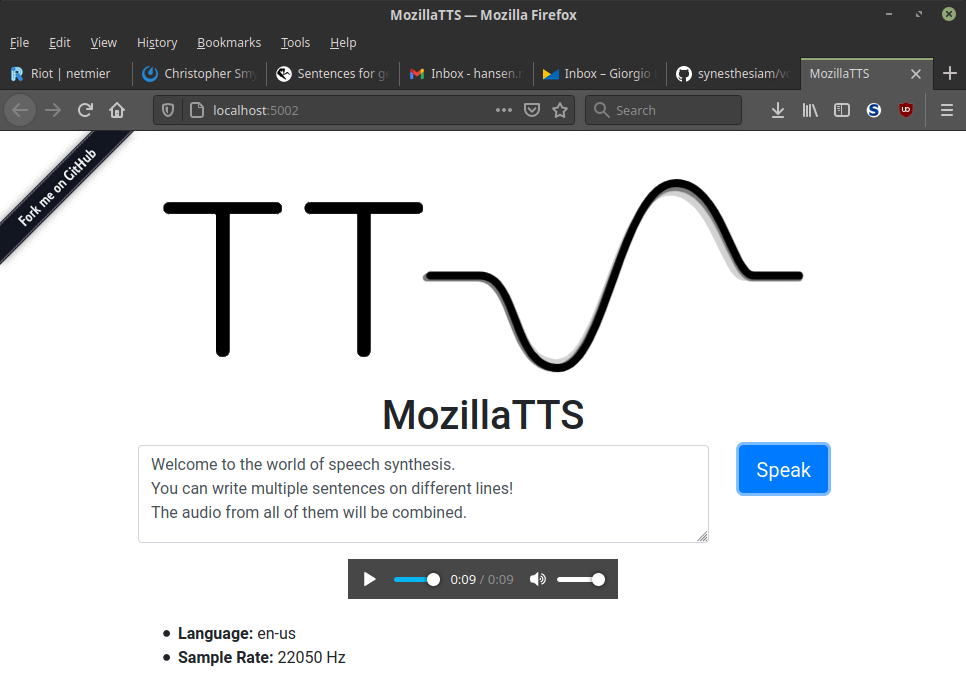 MozillaTTS — Mozilla Firefox
File Edit View History Bookmarks Tools Help
Riot | netmier Christopher Smy Sentences for g Inbox - hansen. Inbox – Giorgio synesthesiam/vo MozillaTTS
localhost:5002 Search
Fork me on GitHub
TT
MozillaTTS
Welcome to the world of speech synthesis.
You can write multiple sentences on different lines!
The audio from all of them will be combined.
Speak
0:09 / 0:09
Language: en-us
Sample Rate: 22050 Hz